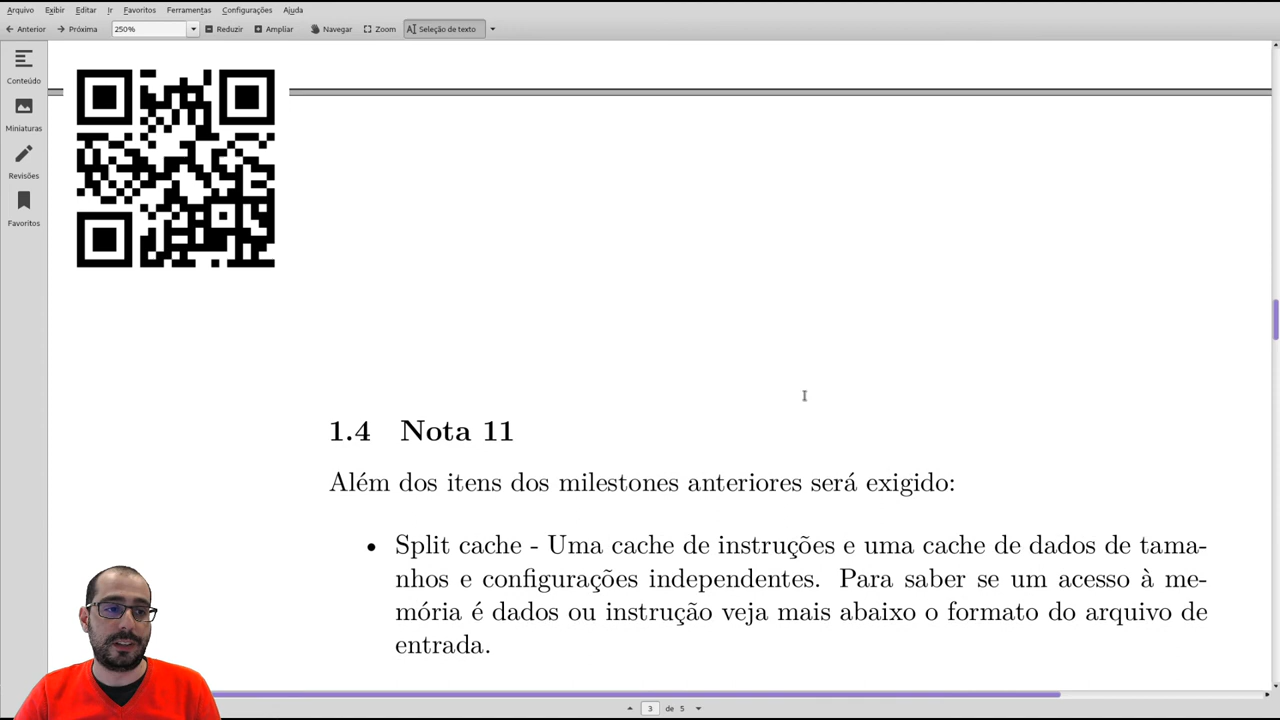 Arquivo Exibir Editar Ir Favoritos Ferramentas Configurações Ajuda
Anterior Próxima 250% Reduzir Ampliar Navegar Zoom Seleção de texto
Conteúdo
Miniaturas
Revisões
Favoritos
1.4 Nota 11
Além dos itens dos milestones anteriores será exigido:
• Split cache - Uma cache de instruções e uma cache de dados de tama-
nhos e configurações independentes. Para saber se um acesso à me-
mória é dados ou instrução veja mais abaixo o formato do arquivo de
entrada.
3 de 5